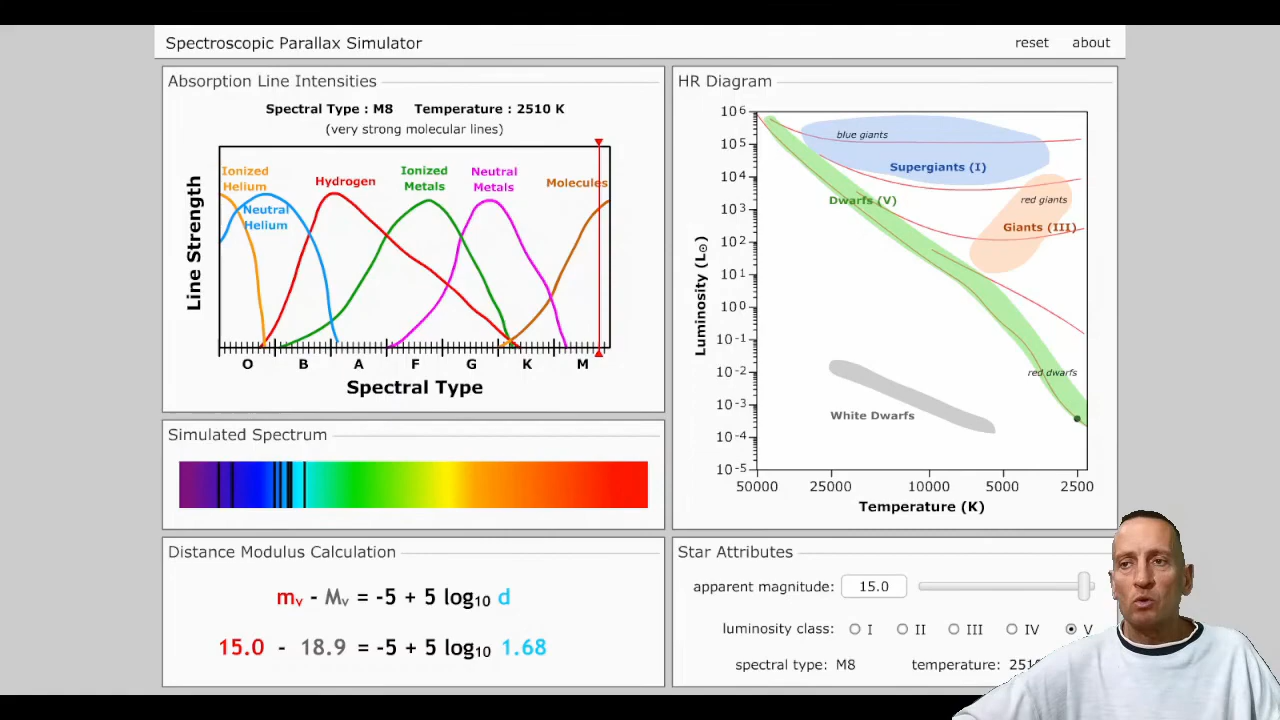 Spectroscopic Parallax Simulator
reset about
Absorption Line Intensities
Spectral Type : M8 Temperature : 2510 K
(very strong molecular lines)
Line Strength
Ionized
Helium
Neutral
Helium
Hydrogen
Ionized
Metals
Neutral
Metals
Molecules
O B A F G K M
Spectral Type
Simulated Spectrum
Distance Modulus Calculation
mᵥ - Mᵥ = -5 + 5 log₁₀ d
15.0 - 18.9 = -5 + 5 log₁₀ 1.68
HR Diagram
Luminosity (L⊙)
10⁶
10⁵
10⁴
10³
10²
10¹
10⁰
10⁻¹
10⁻²
10⁻³
10⁻⁴
10⁻⁵
blue giants
Supergiants (I)
Dwarfs (V)
red giants
Giants (III)
red dwarfs
White Dwarfs
50000 25000 10000 5000 2500
Temperature (K)
Star Attributes
apparent magnitude: 15.0
luminosity class: I II III IV V
spectral type: M8 temperature: